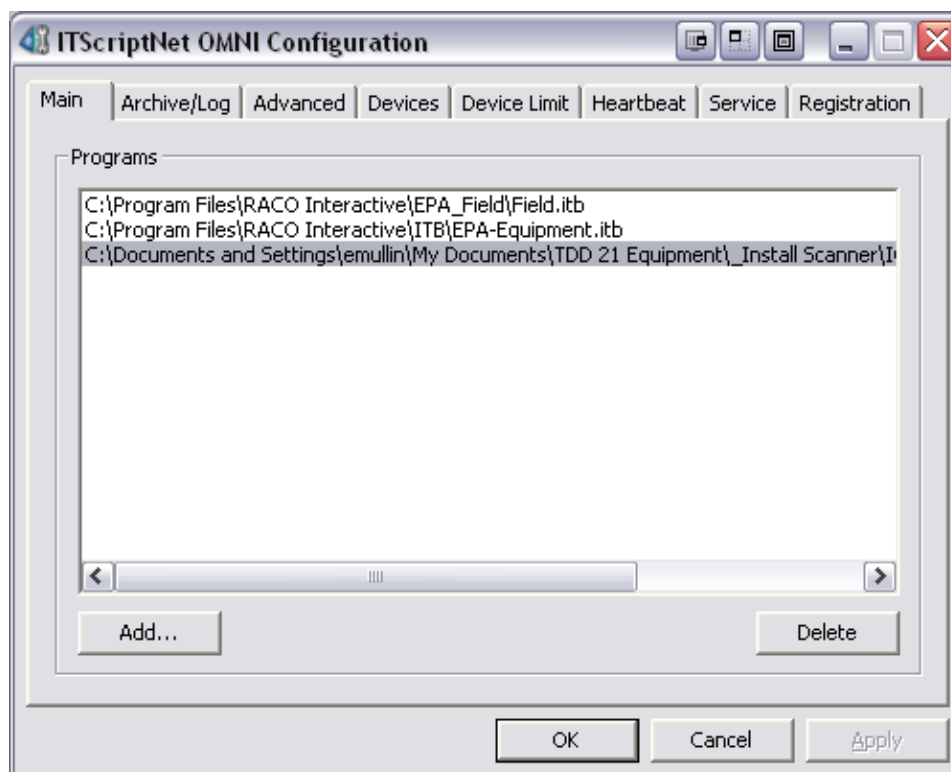 ITScriptNet OMNI Configuration
Main Archive/Log Advanced Devices Device Limit Heartbeat Service Registration
Programs
C:\Program Files\RACO Interactive\EPA_Field\Field.itb
C:\Program Files\RACO Interactive\ITB\EPA-Equipment.itb
C:\Documents and Settings\emullin\My Documents\TDD 21 Equipment\_Install Scanner\
Add... Delete
OK Cancel Apply